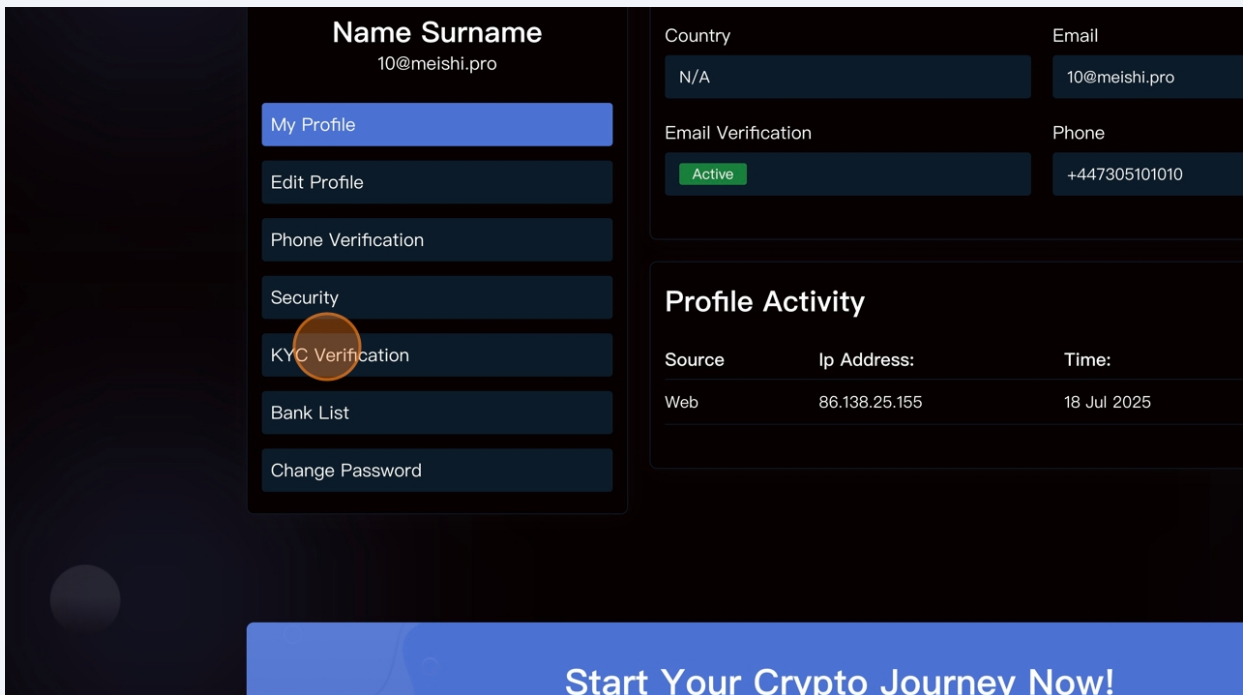 Name Surname
10@meishi.pro
My Profile
Edit Profile
Phone Verification
Security
KYC Verification
Bank List
Change Password
Country
Email
N/A
10@meishi.pro
Email Verification
Phone
Active
+447305101010
Profile Activity
Source Ip Address: Time:
Web 86.138.25.155 18 Jul 2025
Start Your Crypto Journey Now!